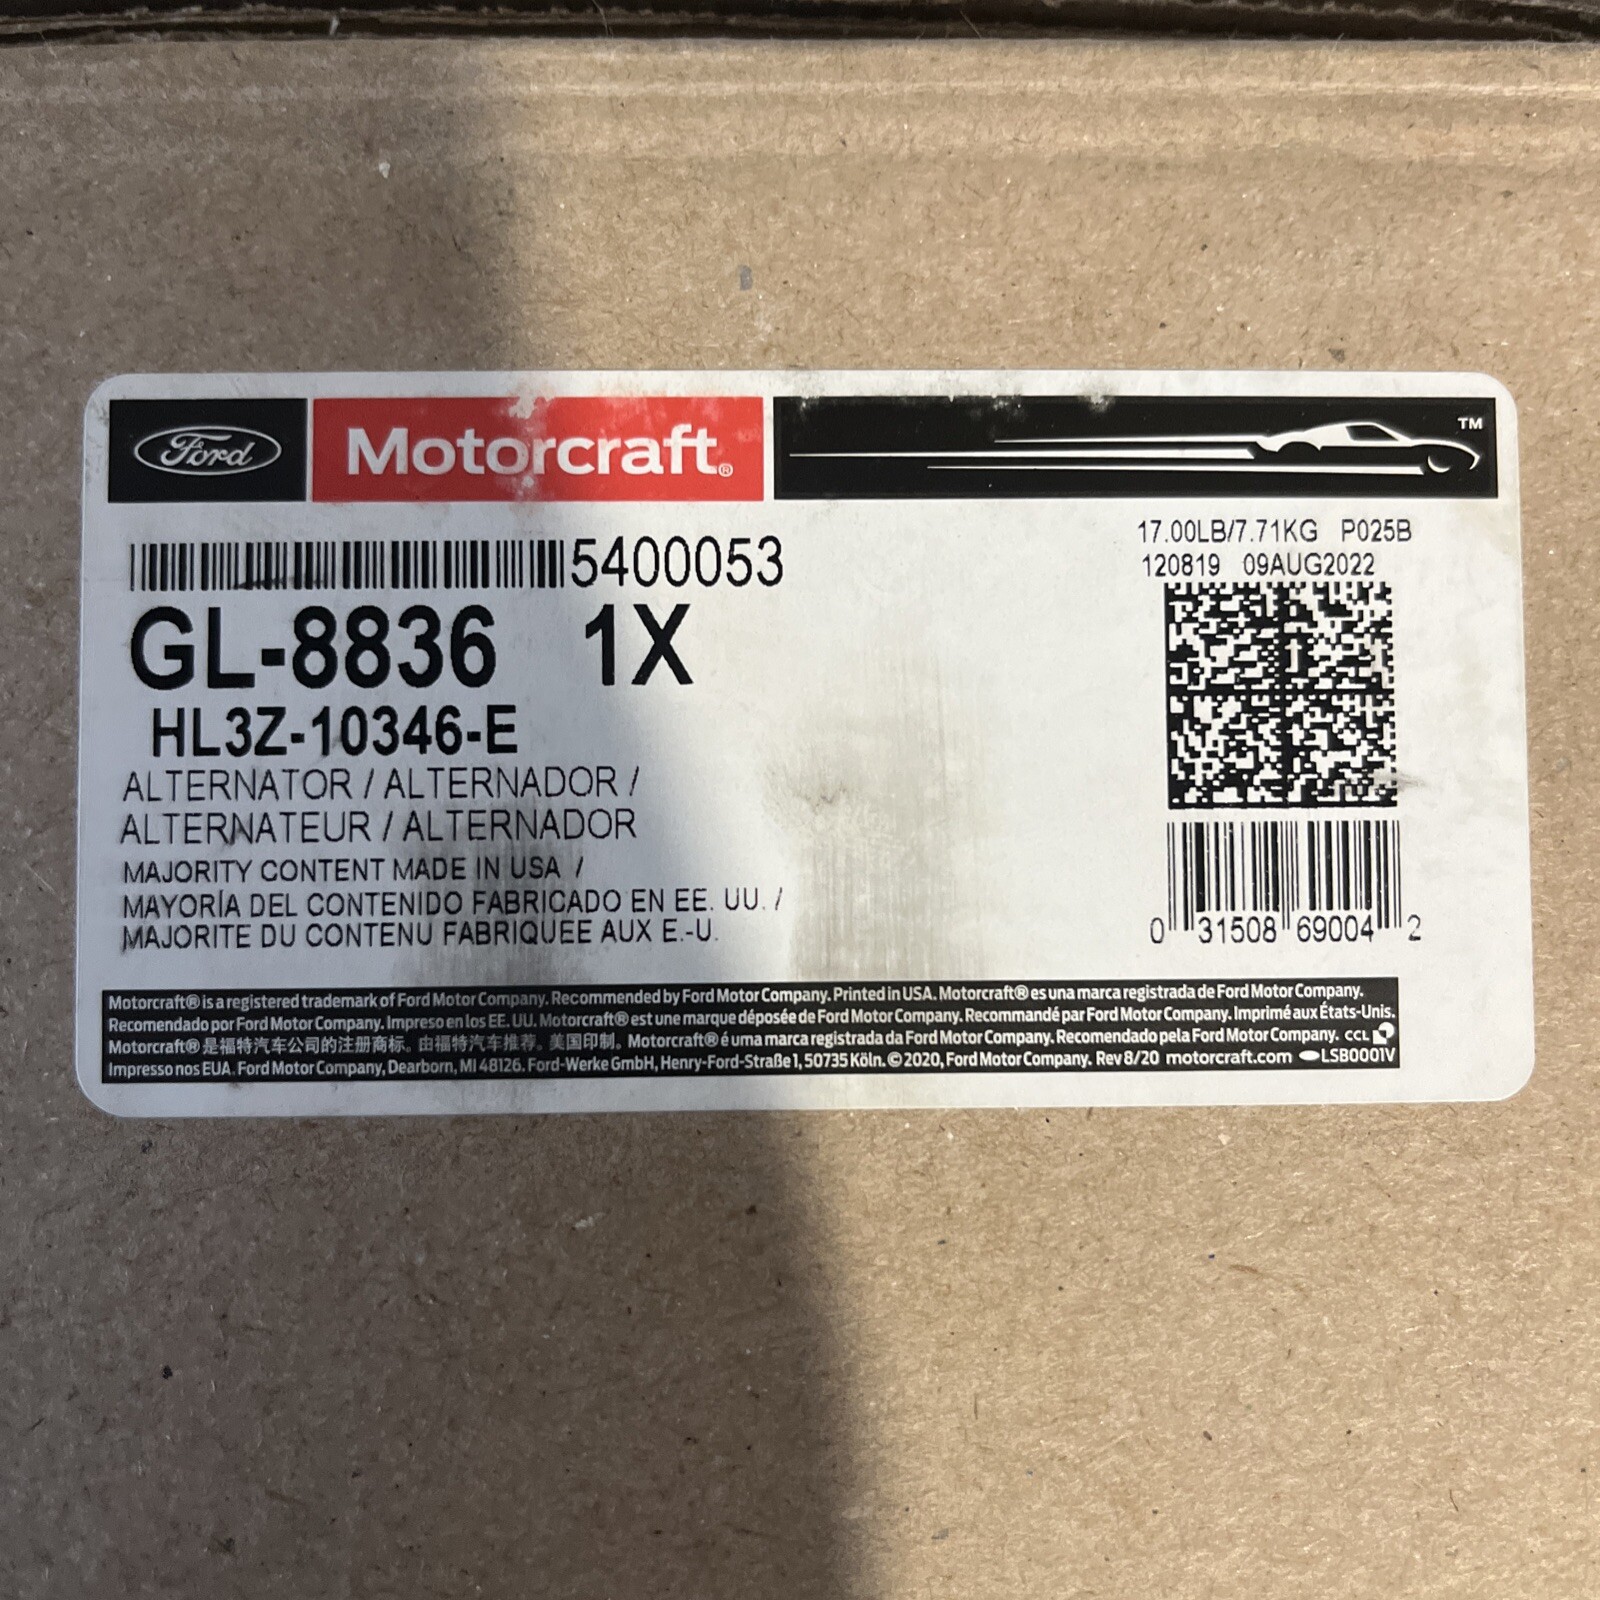 Ford Motorcraft® TM
5400053
17.00LB/7.71KG P025B
120819 09AUG2022
GL-8836 1X
HL3Z-10346-E
ALTERNATOR / ALTERNADOR /
ALTERNATEUR / ALTERNADOR
MAJORITY CONTENT MADE IN USA /
MAYORÍA DEL CONTENIDO FABRICADO EN EE. UU. /
MAJORITE DU CONTENU FABRIQUEE AUX E.-U.
0 31508 69004 2
Motorcraft® is a registered trademark of Ford Motor Company. Recommended by Ford Motor Company. Printed in USA. Motorcraft® es una marca registrada de Ford Motor Company.
Recomendado por Ford Motor Company. Impreso en los EE. UU. Motorcraft® est une marque déposée de Ford Motor Company. Recommandé par Ford Motor Company. Imprimé aux États-Unis.
Motorcraft® 是福特汽车公司的注册商标。由福特汽车推荐。美国印制。Motorcraft® é uma marca registrada da Ford Motor Company. Recomendado pela Ford Motor Company. CCL
Impresso nos EUA. Ford Motor Company, Dearborn, MI 48126. Ford-Werke GmbH, Henry-Ford-Straße 1, 50735 Köln. © 2020, Ford Motor Company. Rev 8/20 motorcraft.com LSB0001V